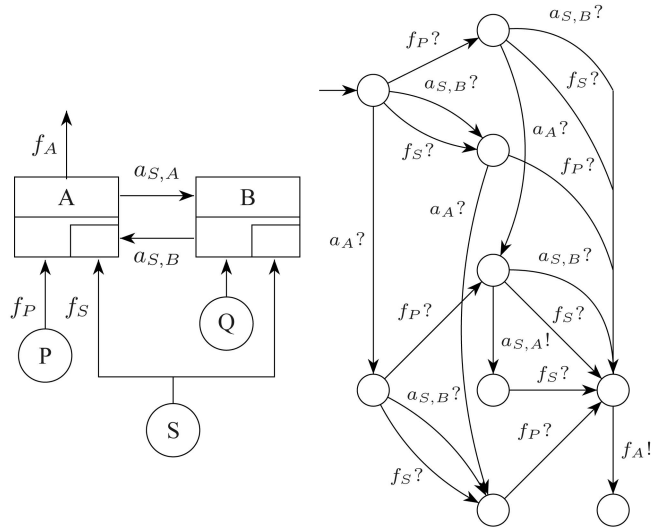 f_A
A
a_{S,A}
B
a_{S,B}
f_P
f_S
P
Q
S
a_{S,B}?
f_P?
f_S?
a_{S,B}?
f_S?
a_A?
f_P?
a_A?
a_A?
a_{S,B}?
f_P?
f_S?
a_{S,A}!
f_S?
a_{S,B}?
f_P?
f_S?
f_A!